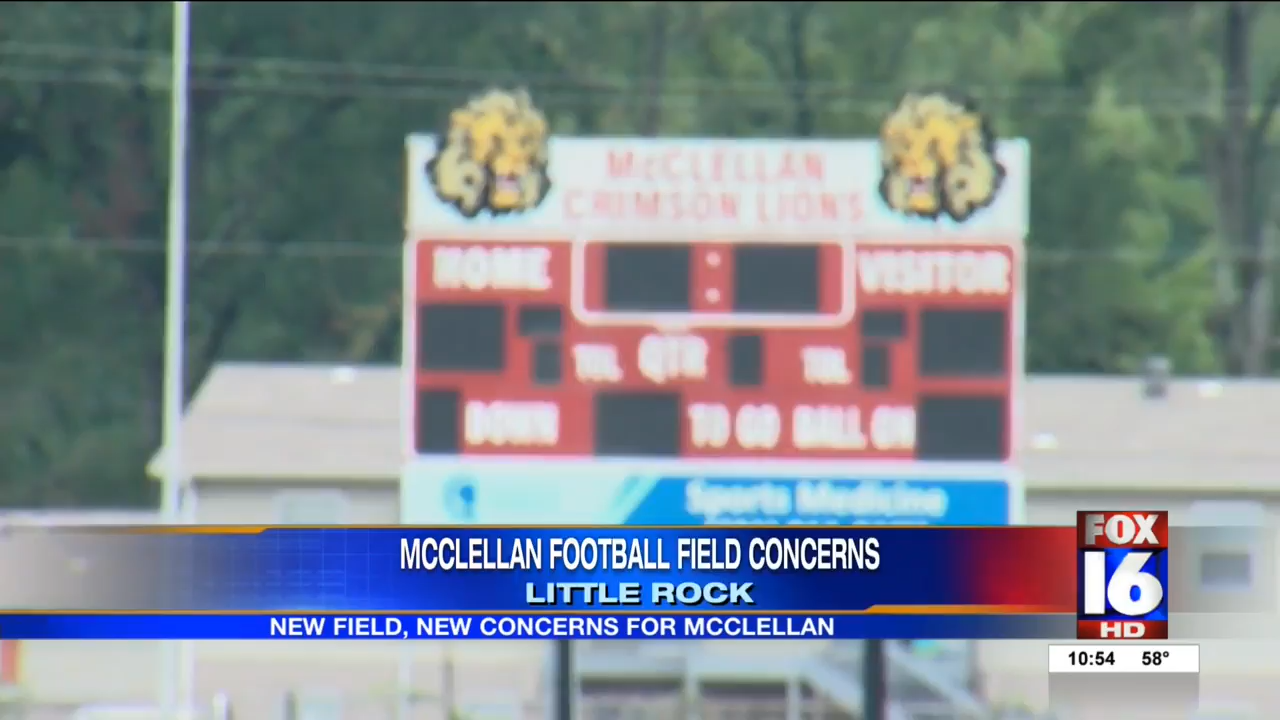 McCLELLAN
CRIMSON LIONS
HOME
:
VISITOR
TOL QTR TOL
DOWN TO GO BALL ON
Sports Medicine
MCCLELLAN FOOTBALL FIELD CONCERNS
LITTLE ROCK
NEW FIELD, NEW CONCERNS FOR MCCLELLAN
FOX
16
HD
10:54 58°